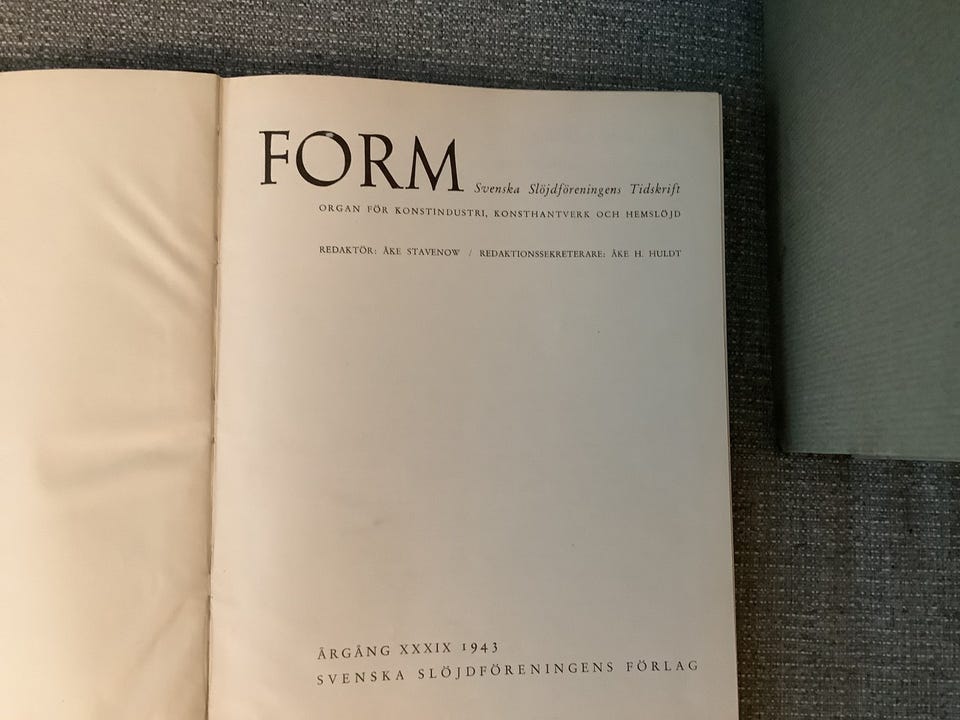 FORM Svenska Slöjdföreningens Tidskrift
ORGAN FÖR KONSTINDUSTRI, KONSTHANTVERK OCH HEMSLÖJD
REDAKTÖR: ÅKE STAVENOW / REDAKTIONSSEKRETERARE: ÅKE H. HULDT
ÅRGÅNG XXXIX 1943
SVENSKA SLÖJDFÖRENINGENS FÖRLAG